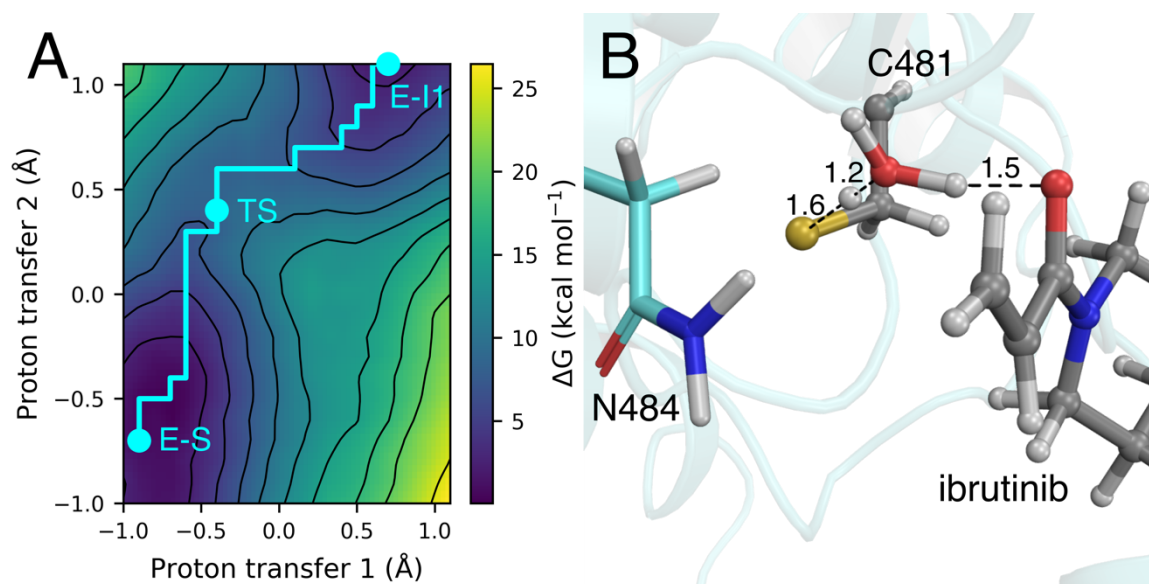 A
1.0
0.5
0.0
−0.5
−1.0
Proton transfer 2 (Å)
E-I1
TS
E-S
−1.0 −0.5 0.0 0.5 1.0
Proton transfer 1 (Å)
25
20
15
10
5
ΔG (kcal mol⁻¹)
B
C481
1.2
1.5
1.6
N484
ibrutinib